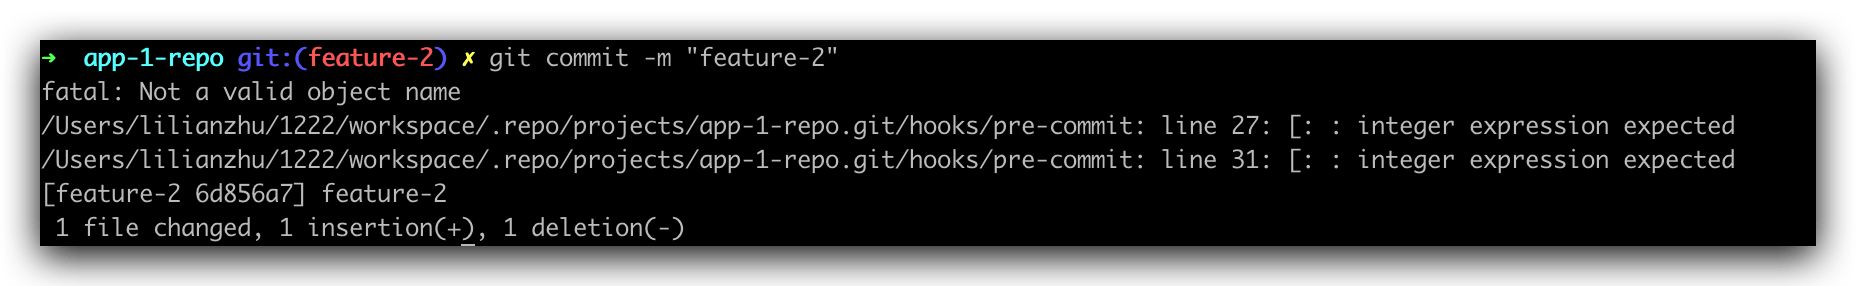 ➜  app-1-repo git:(feature-2) ✗ git commit -m "feature-2"
fatal: Not a valid object name
/Users/lilianzhu/1222/workspace/.repo/projects/app-1-repo.git/hooks/pre-commit: line 27: [: : integer expression expected
/Users/lilianzhu/1222/workspace/.repo/projects/app-1-repo.git/hooks/pre-commit: line 31: [: : integer expression expected
[feature-2 6d856a7] feature-2
 1 file changed, 1 insertion(+), 1 deletion(-)